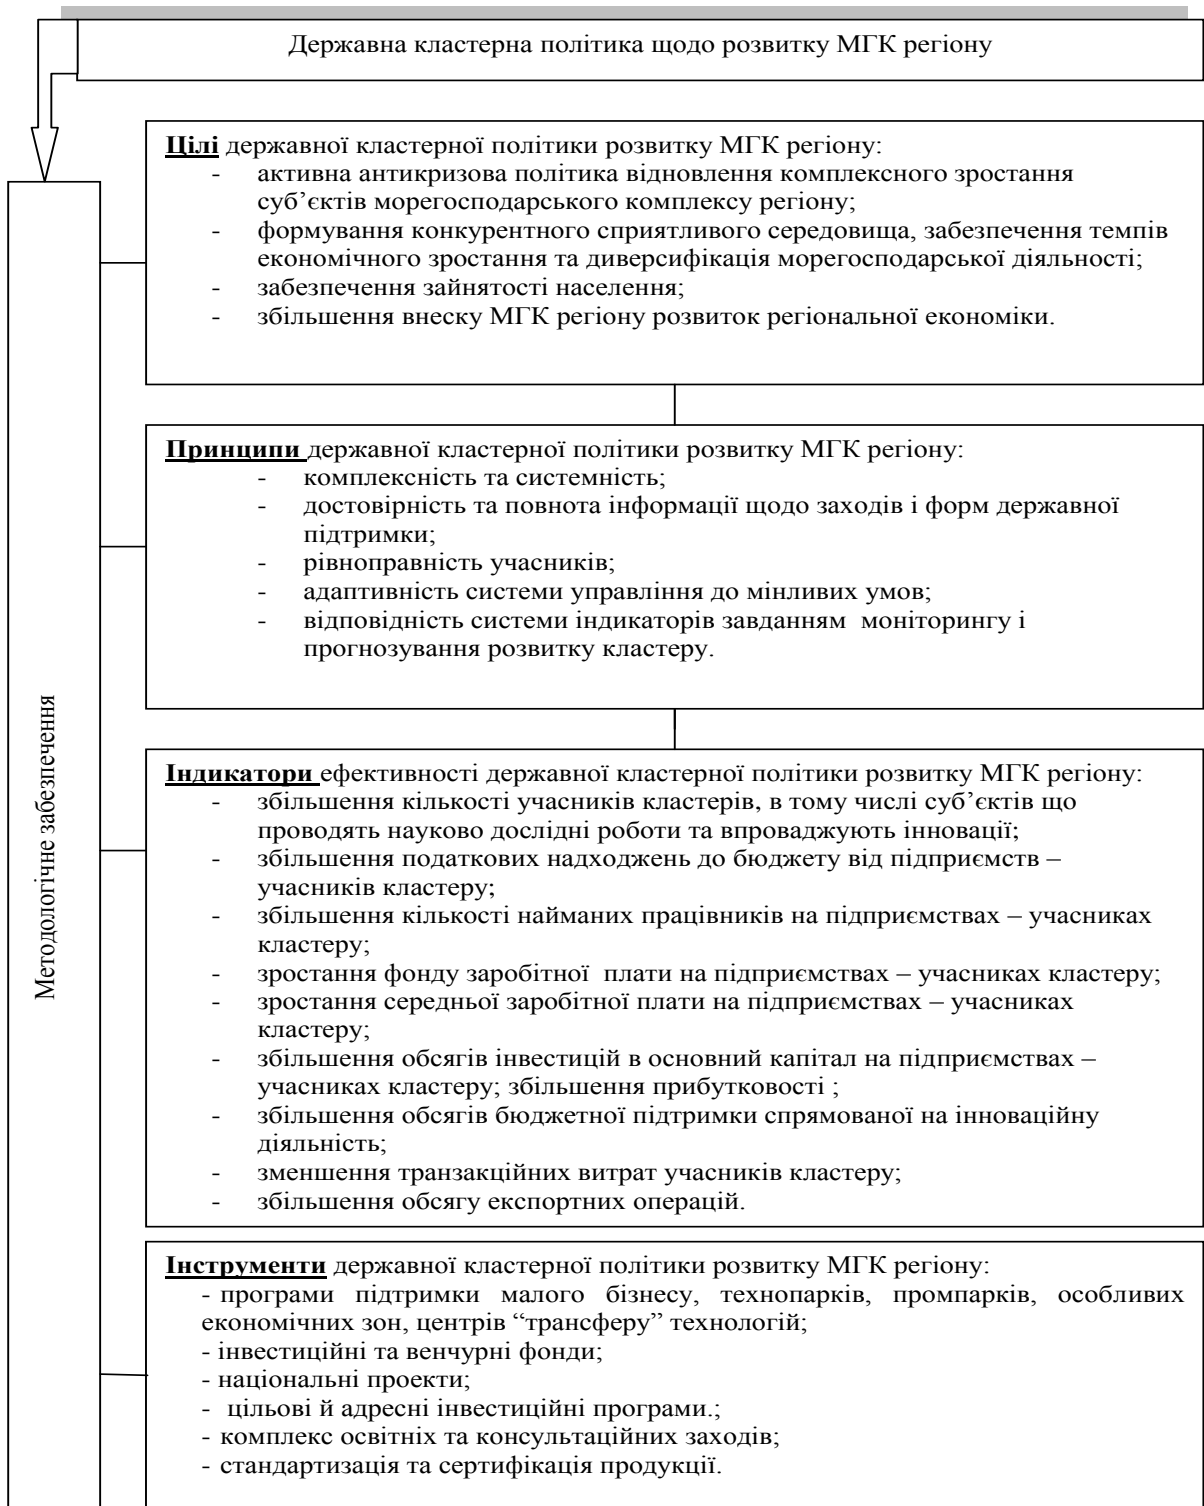 Державна кластерна політика щодо розвитку МГК регіону
Цілі державної кластерної політики розвитку МГК регіону:
- активна антикризова політика відновлення комплексного зростання
суб’єктів морегосподарського комплексу регіону;
- формування конкурентного сприятливого середовища, забезпечення темпів
економічного зростання та диверсифікація морегосподарської діяльності;
- забезпечення зайнятості населення;
- збільшення внеску МГК регіону розвиток регіональної економіки.
Принципи державної кластерної політики розвитку МГК регіону:
- комплексність та системність;
- достовірність та повнота інформації щодо заходів і форм державної
підтримки;
- рівноправність учасників;
- адаптивність системи управління до мінливих умов;
- відповідність системи індикаторів завданням моніторингу і
прогнозування розвитку кластеру.
Методологічне забезпечення
Індикатори ефективності державної кластерної політики розвитку МГК регіону:
- збільшення кількості учасників кластерів, в тому числі суб’єктів що
проводять науково дослідні роботи та впроваджують інновації;
- збільшення податкових надходжень до бюджету від підприємств –
учасників кластеру;
- збільшення кількості найманих працівників на підприємствах – учасниках
кластеру;
- зростання фонду заробітної плати на підприємствах – учасниках кластеру;
- зростання середньої заробітної плати на підприємствах – учасниках
кластеру;
- збільшення обсягів інвестицій в основний капітал на підприємствах –
учасниках кластеру; збільшення прибутковості ;
- збільшення обсягів бюджетної підтримки спрямованої на інноваційну
діяльність;
- зменшення транзакційних витрат учасників кластеру;
- збільшення обсягу експортних операцій.
Інструменти державної кластерної політики розвитку МГК регіону:
- програми підтримки малого бізнесу, технопарків, промпарків, особливих
економічних зон, центрів “трансферу” технологій;
- інвестиційні та венчурні фонди;
- національні проекти;
- цільові й адресні інвестиційні програми.;
- комплекс освітніх та консультаційних заходів;
- стандартизація та сертифікація продукції.